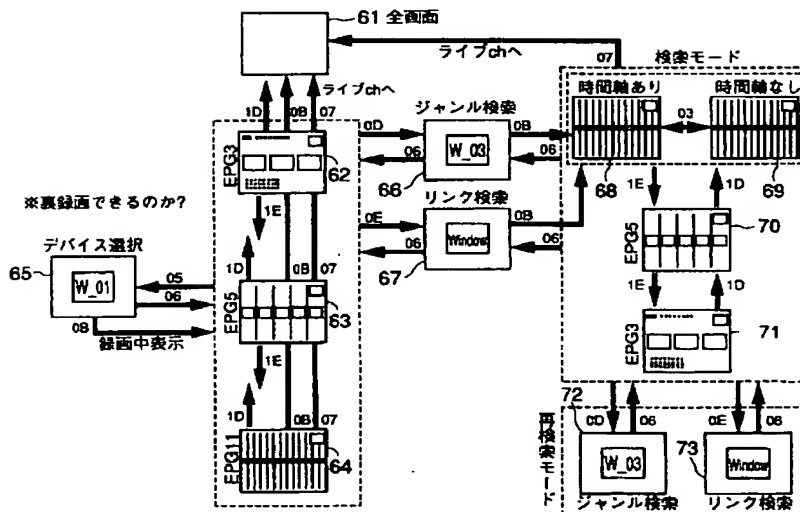 61 全画面
ライブchへ
07
検索モード
1D
0B
07
ライブchへ
ジャンル検索
時間軸あり
時間軸なし
0D
0B
03
EPG3
62
06
W_03
06
66
68
69
※裏録画できるのか?
1E
リンク検索
1E
1D
デバイス選択
0E
0B
70
65
W_01
05
1D
0B
07
06
Window
06
EPG5
06
67
0B
EPG5
63
1E
1D
録画中表示
1E
71
EPG3
1D
0B
07
72
0D
06
0E
06
EPG11
64
再検索モード
W_03
73
Window
ジャンル検索
リンク検索